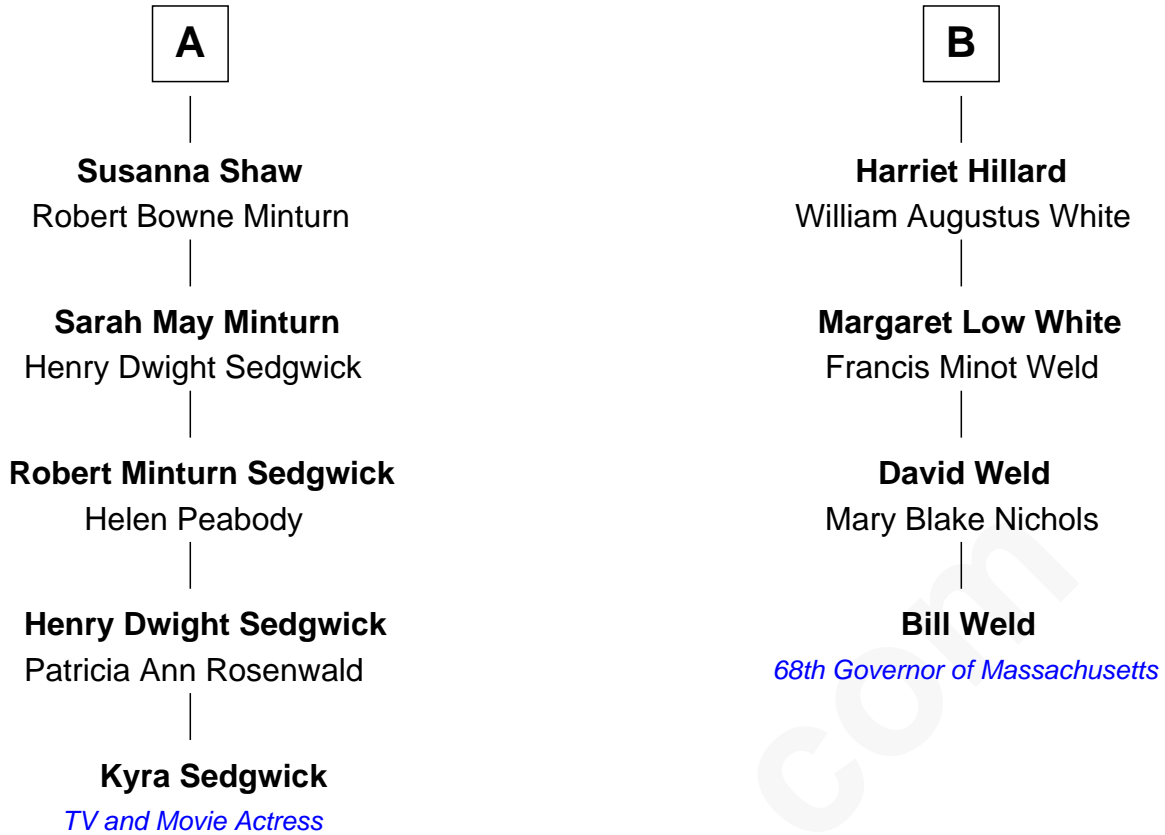 A
Susanna Shaw
Robert Bowne Minturn
Sarah May Minturn
Henry Dwight Sedgwick
Robert Minturn Sedgwick
Helen Peabody
Henry Dwight Sedgwick
Patricia Ann Rosenwald
Kyra Sedgwick
TV and Movie Actress
B
Harriet Hillard
William Augustus White
Margaret Low White
Francis Minot Weld
David Weld
Mary Blake Nichols
Bill Weld
68th Governor of Massachusetts
com